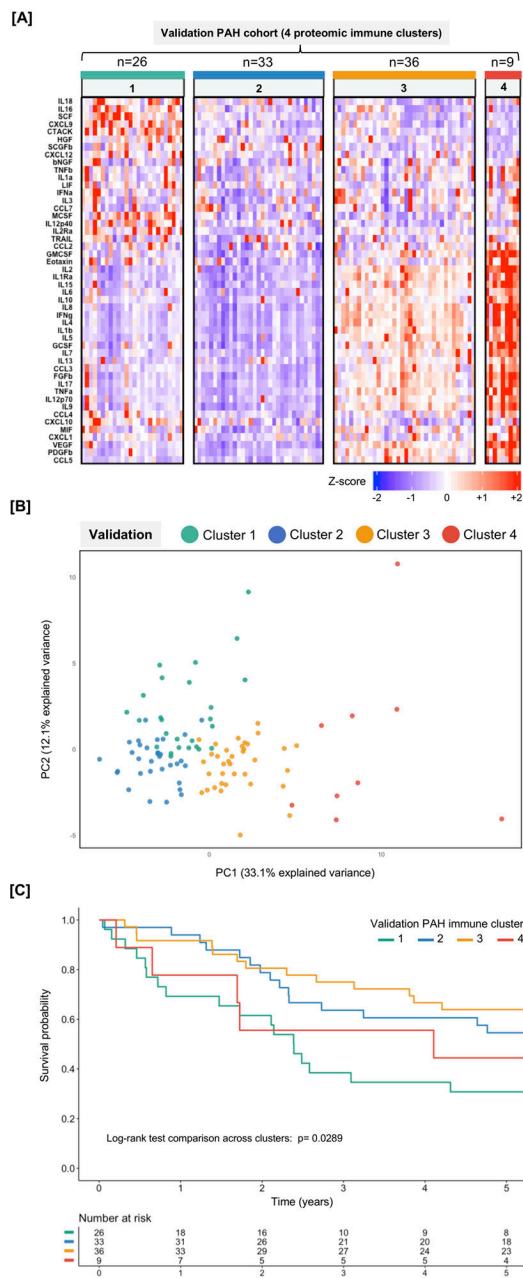 [A]
Validation PAH cohort (4 proteomic immune clusters)
n=26 n=33 n=36 n=9
1 2 3 4
IL18
IL16
SCF
CXCL9
CTACK
HGF
SCGFb
CXCL12
bNGF
TNFb
IL1a
LIF
IFNa
IL3
CCL7
MCSF
IL12p40
IL2Ra
TRAIL
CCL2
GMCSF
Eotaxin
IL2
IL1Ra
IL15
IL6
IL10
IL8
IFNg
IL4
IL1b
IL5
GCSF
IL7
IL13
CCL3
FGFb
IL17
TNFa
IL12p70
IL9
CCL4
CXCL10
MIF
CXCL1
VEGF
PDGFb
CCL5
Z-score
-2 -1 0 +1 +2
[B]
Validation Cluster 1 Cluster 2 Cluster 3 Cluster 4
PC2 (12.1% explained variance)
10
5
0
-5
0 10
PC1 (33.1% explained variance)
[C]
Validation PAH immune cluster
1 2 3 4
Survival probability
1.0
0.8
0.6
0.4
0.2
0.0
Log-rank test comparison across clusters: p= 0.0289
0 1 2 3 4 5
Time (years)
Number at risk
26 18 16 10 9 8
33 31 26 21 20 18
36 33 29 27 24 23
9 7 5 5 5 4
0 1 2 3 4 5